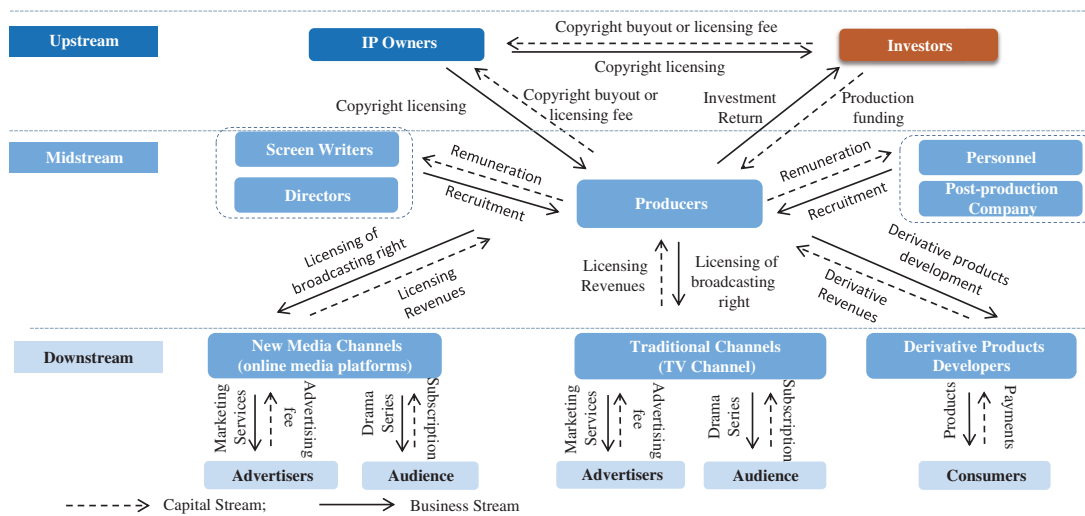 Upstream
IP Owners
Copyright buyout or licensing fee
Copyright licensing
Investors
Copyright licensing
Copyright buyout or
licensing fee
Investment
Return
Production
funding
Midstream
Screen Writers
Directors
Remuneration
Recruitment
Producers
Remuneration
Recruitment
Personnel
Post-production
Company
Licensing of
broadcasting right
Licensing
Revenues
Licensing
Revenues
Licensing of
broadcasting
right
Derivative products
development
Derivative
Revenues
Downstream
New Media Channels
(online media platforms)
Traditional Channels
(TV Channel)
Derivative Products
Developers
Marketing
Services
Advertising
fee
Drama
Series
Subscription
Marketing
Services
Advertising
fee
Drama
Series
Subscription
Products
Payments
Advertisers
Audience
Advertisers
Audience
Consumers
Capital Stream;
Business Stream